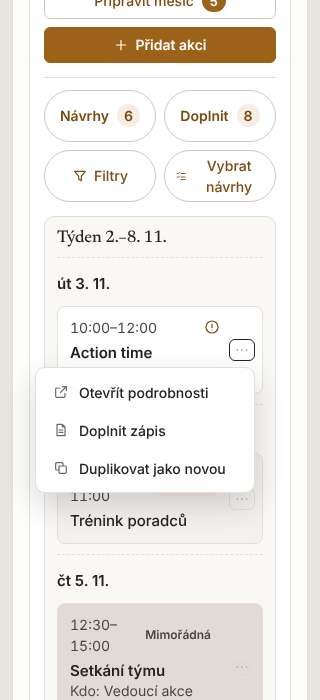 Připravit měsíc 5
+ Přidat akci
Návrhy 6
Doplnit 8
Filtry
Vybrat
návrhy
Týden 2.–8. 11.
út 3. 11.
10:00–12:00
Action time
Otevřít podrobnosti
Doplnit zápis
Duplikovat jako novou
11:00
Trénink poradců
čt 5. 11.
12:30–
15:00
Mimořádná
Setkání týmu
Kdo: Vedoucí akce